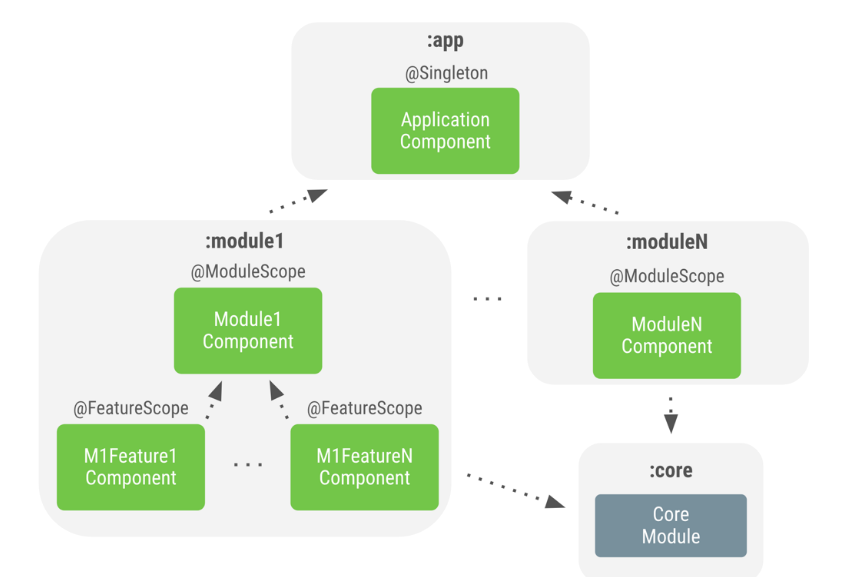 :app
@Singleton
Application
Component
:module1
@ModuleScope
Module1
Component
@FeatureScope
@FeatureScope
M1Feature1
Component
...
M1FeatureN
Component
...
:moduleN
@ModuleScope
ModuleN
Component
:core
Core
Module